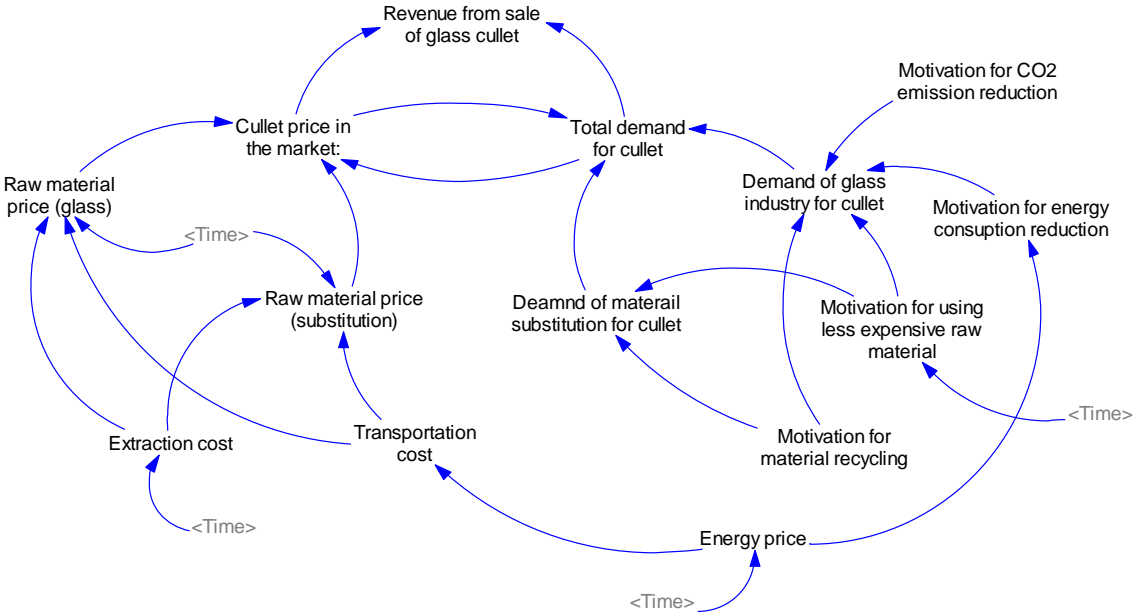 Revenue from sale
of glass cullet
Motivation for CO2
emission reduction
Cullet price in
the market:
Total demand
for cullet
Raw material
price (glass)
Demand of glass
industry for cullet
Motivation for energy
consuption reduction
<Time>
Raw material price
(substitution)
Deamnd of materail
substitution for cullet
Motivation for using
less expensive raw
material
<Time>
Extraction cost
Transportation
cost
Motivation for
material recycling
<Time>
Energy price
<Time>